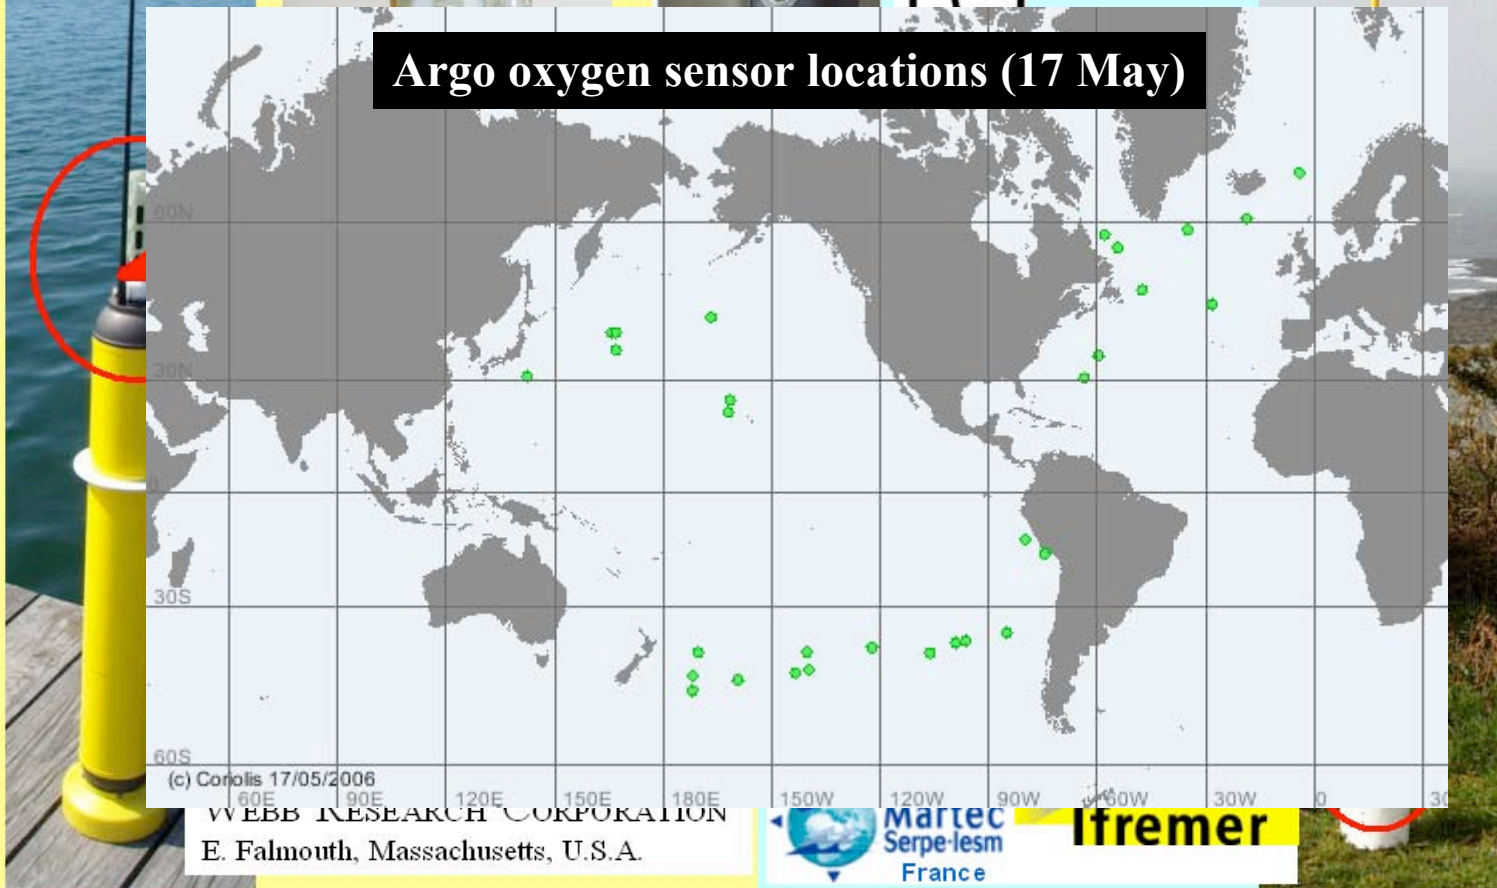 Argo oxygen sensor locations (17 May)
60N
30N
0
30S
60S
(c) Coriolis 17/05/2006
60E 90E 120E 150E 180E 150W 120W 90W 60W 30W 0 30
WEBB RESEARCH CORPORATION
E. Falmouth, Massachusetts, U.S.A.
Martec
Serpe-lesm
France
Ifremer